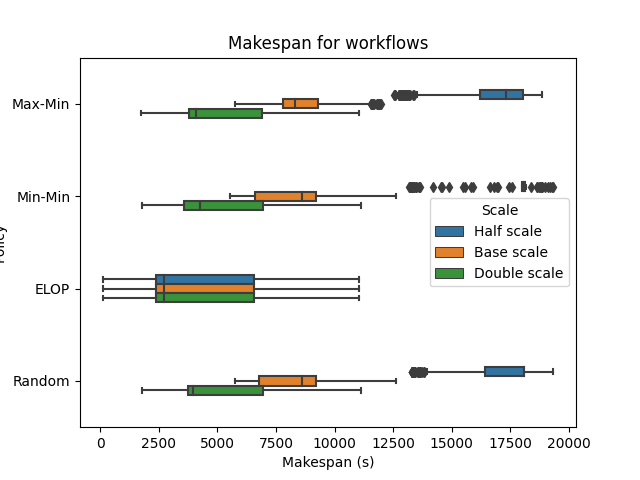 Makespan for workflows
Max-Min
Min-Min
ELOP
Random
Scale
Half scale
Base scale
Double scale
0 2500 5000 7500 10000 12500 15000 17500 20000
Makespan (s)